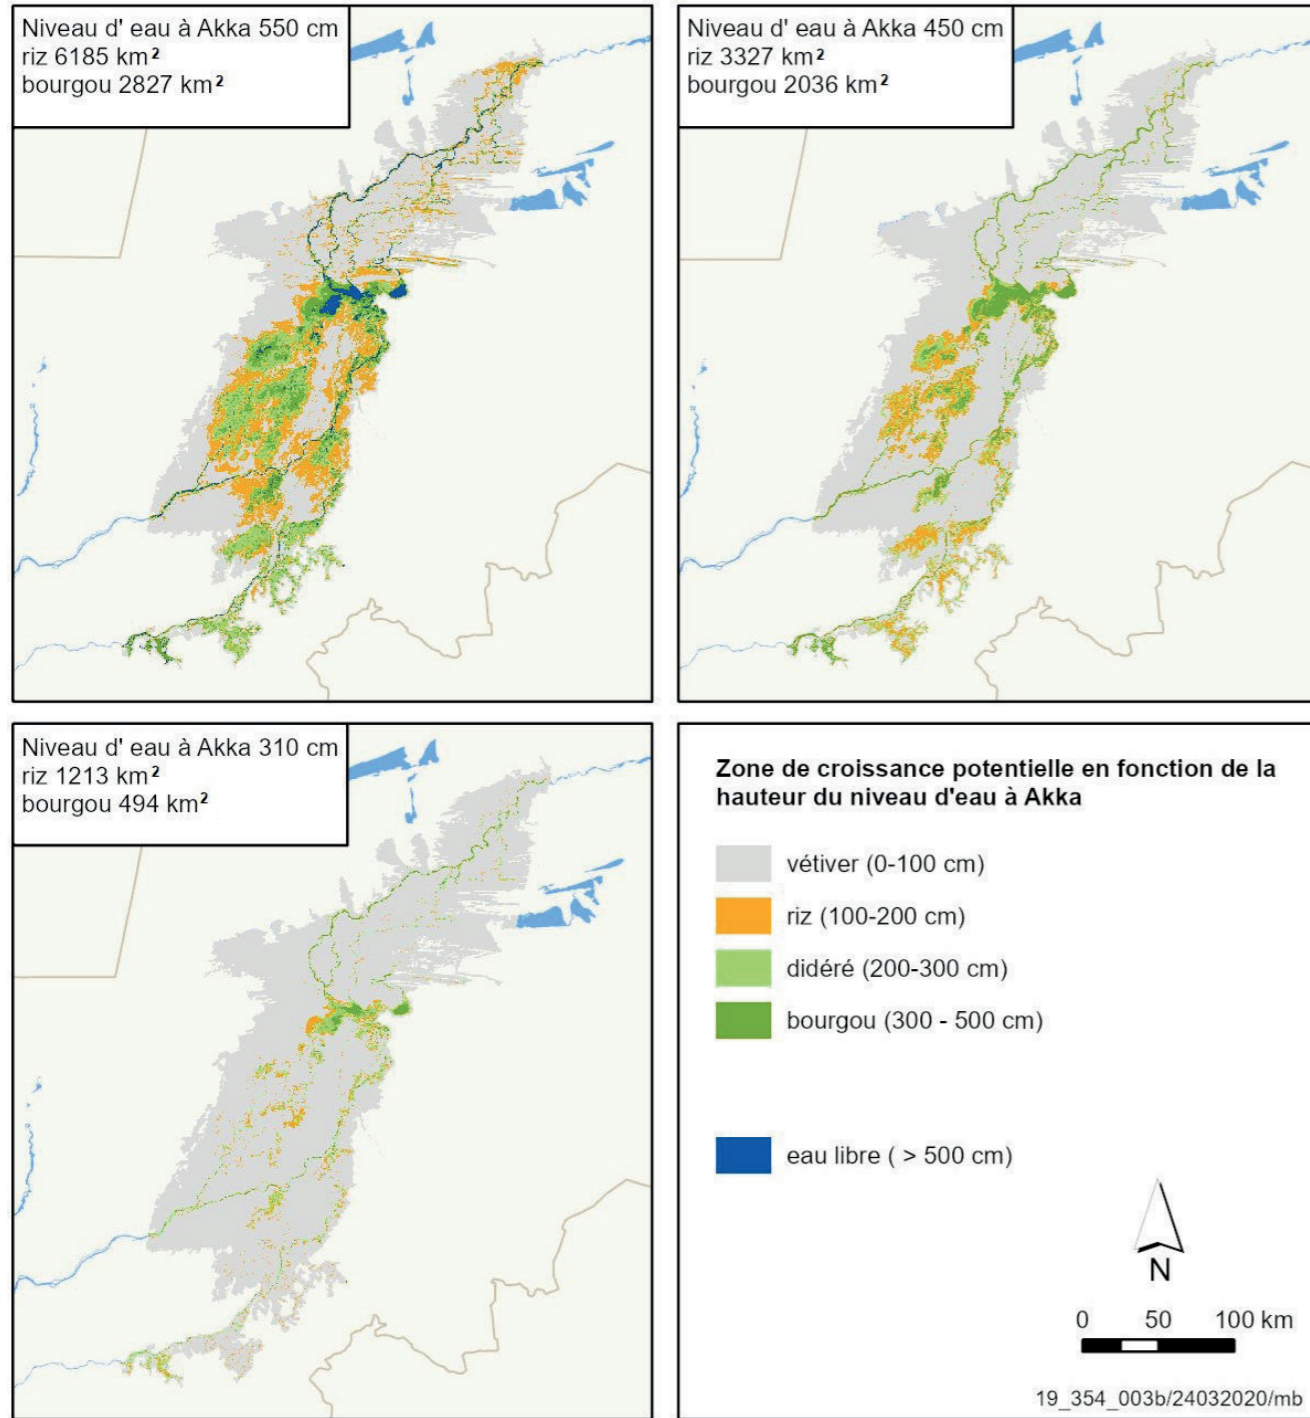 Niveau d' eau à Akka 550 cm
riz 6185 km²
bourgou 2827 km²
Niveau d' eau à Akka 450 cm
riz 3327 km²
bourgou 2036 km²
Niveau d' eau à Akka 310 cm
riz 1213 km²
bourgou 494 km²
Zone de croissance potentielle en fonction de la
hauteur du niveau d'eau à Akka
vétiver (0-100 cm)
riz (100-200 cm)
didéré (200-300 cm)
bourgou (300 - 500 cm)
eau libre ( > 500 cm)
N
0 50 100 km
19_354_003b/24032020/mb